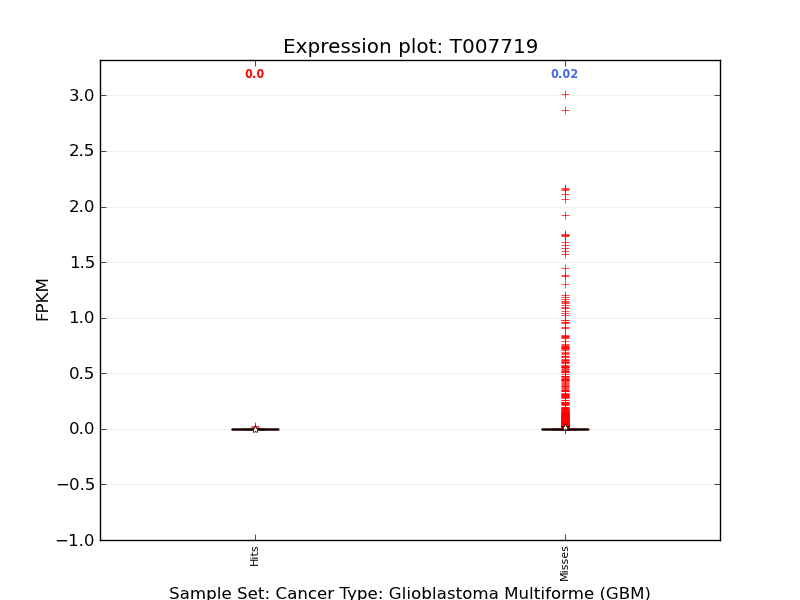 Expression plot: T007719
0.0
0.02
3.0
2.5
2.0
1.5
1.0
0.5
0.0
−0.5
−1.0
FPKM
Hits
Misses
Sample Set: Cancer Type: Glioblastoma Multiforme (GBM)